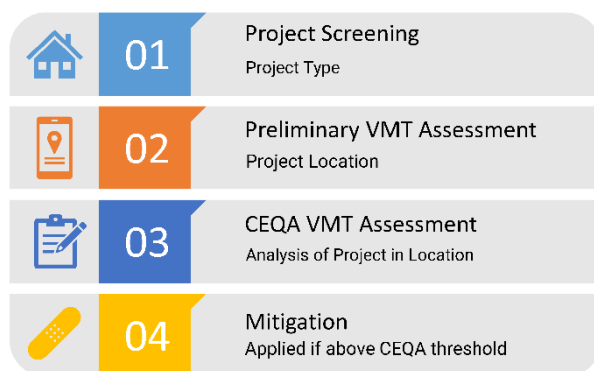 01
Project Screening
Project Type
02
Preliminary VMT Assessment
Project Location
03
CEQA VMT Assessment
Analysis of Project in Location
04
Mitigation
Applied if above CEQA threshold